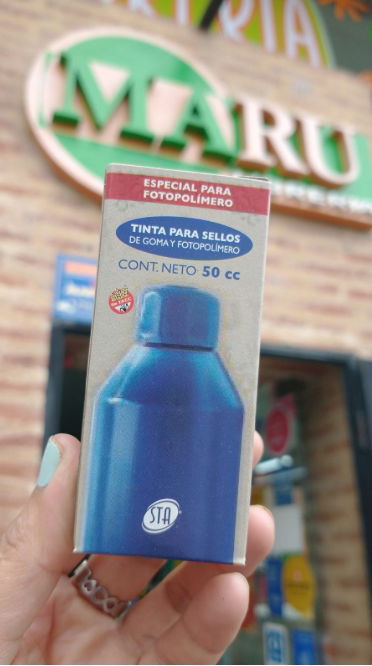 MARU
ESPECIAL PARA
FOTOPOLÍMERO
TINTA PARA SELLOS
DE GOMA Y FOTOPOLÍMERO
CONT. NETO 50 cc
STA